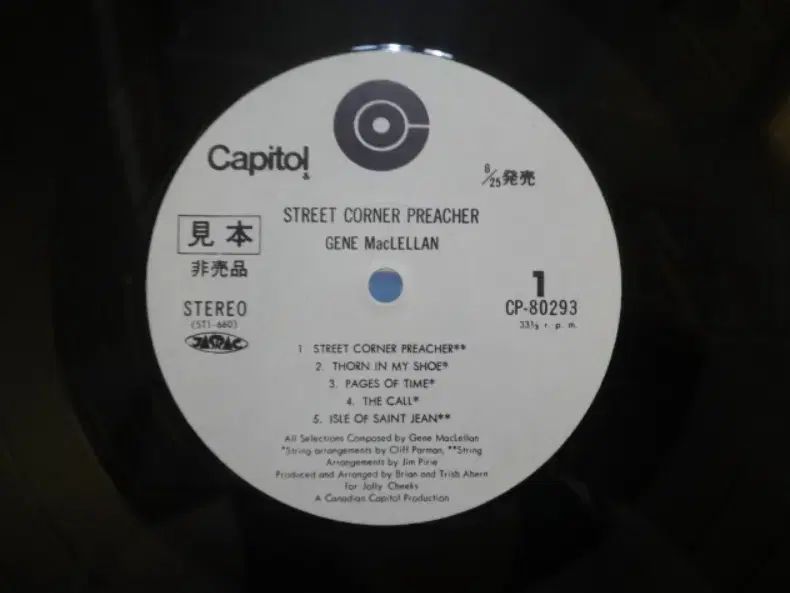 Capitol
6/25発売
STREET CORNER PREACHER
見本
GENE MacLELLAN
非売品
1
STEREO
CP-80293
(ST1-660)
33⅓ r. p. m.
JASRAC
1 STREET CORNER PREACHER**
2. THORN IN MY SHOE*
3. PAGES OF TIME*
4. THE CALL*
5. ISLE OF SAINT JEAN**
All Selections Composed by Gene MacLellan
*String arrangements by Cliff Parman, **String
Arrangements by Jim Pirie
Produced and Arranged by Brian and Trish Ahern
for Jolly Cheeks
A Canadian Capitol Production